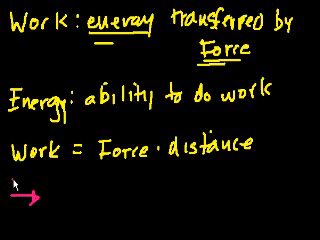 Work: energy transferred by
Force
Energy: ability to do work
Work = Force · distance